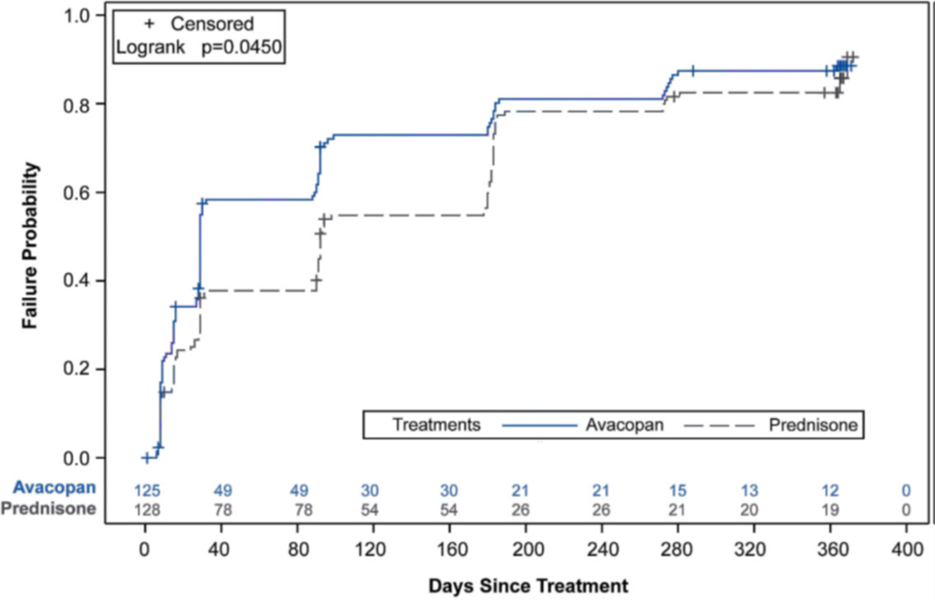 + Censored
Logrank p=0.0450
1.0
0.8
0.6
0.4
0.2
0.0
Failure Probability
Treatments Avacopan Prednisone
Avacopan 125 49 49 30 30 21 21 15 13 12 0
Prednisone 128 78 78 54 54 26 26 21 20 19 0
0 40 80 120 160 200 240 280 320 360 400
Days Since Treatment